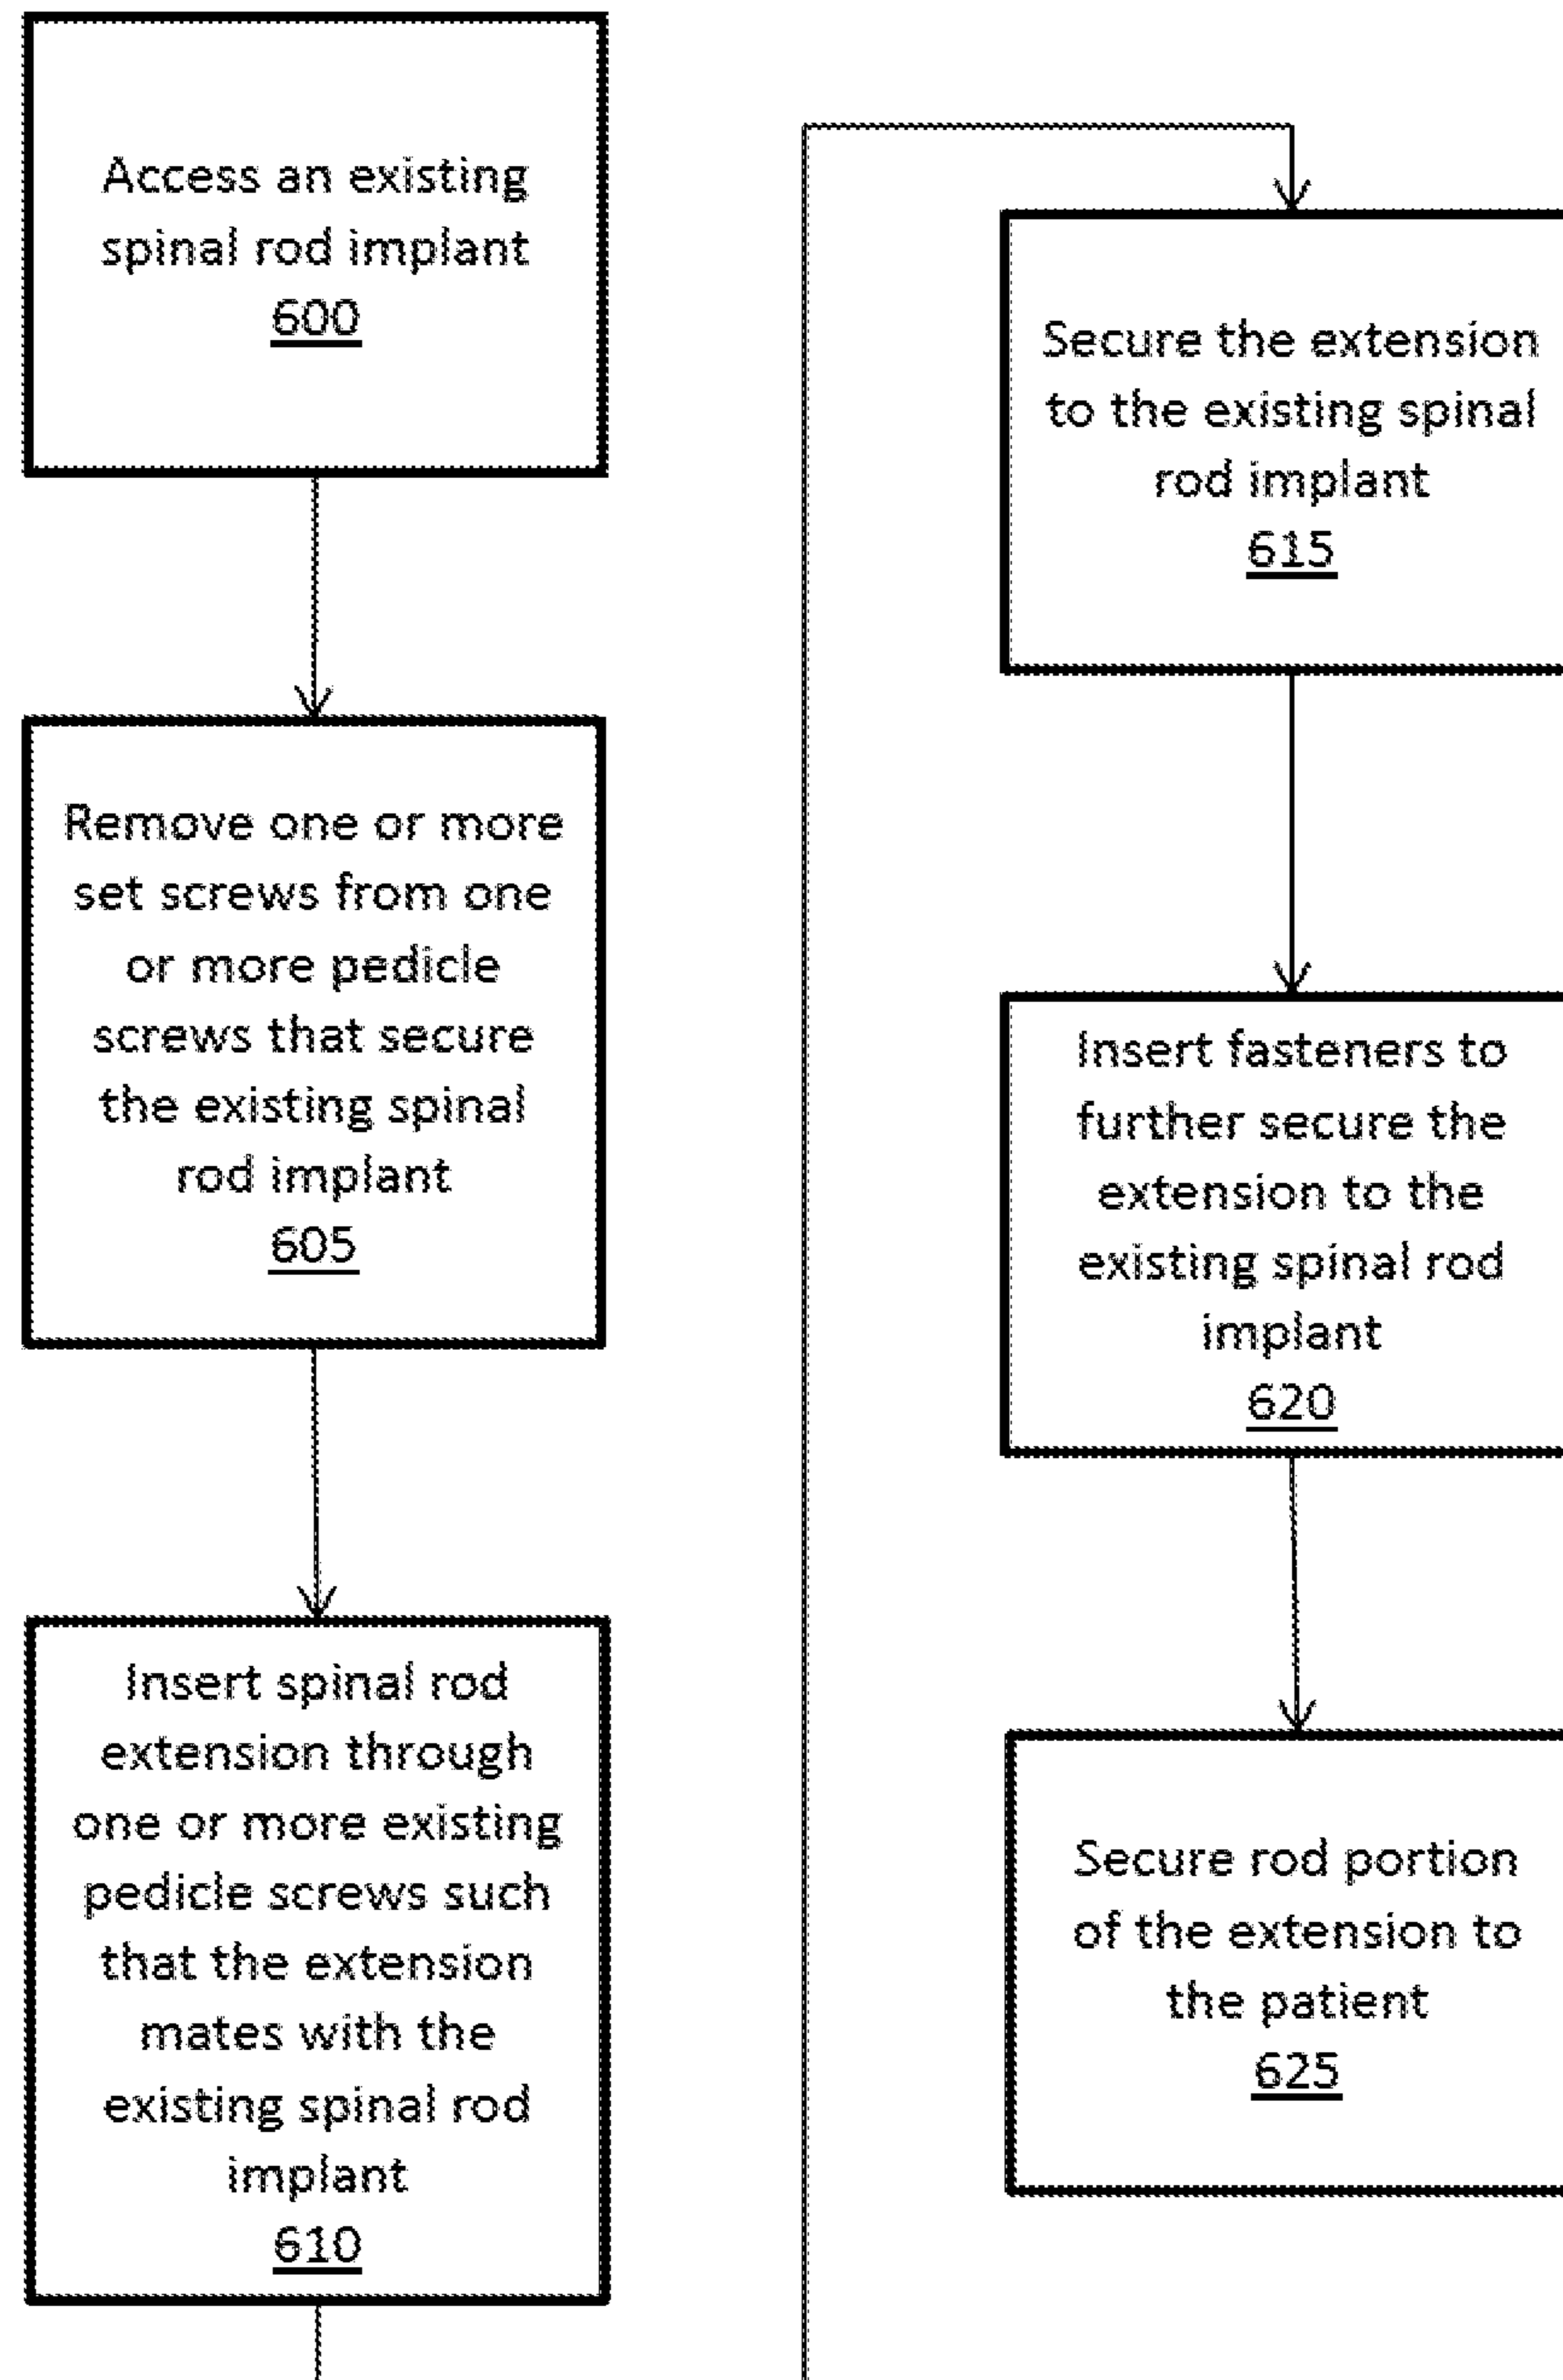 Access an existing
spinal rod implant
600
Remove one or more
set screws from one
or more pedicle
screws that secure
the existing spinal
rod implant
605
Insert spinal rod
extension through
one or more existing
pedicle screws such
that the extension
mates with the
existing spinal rod
implant
610
Secure the extension
to the existing spinal
rod implant
615
Insert fasteners to
further secure the
extension to the
existing spinal rod
implant
620
Secure rod portion
of the extension to
the patient
625